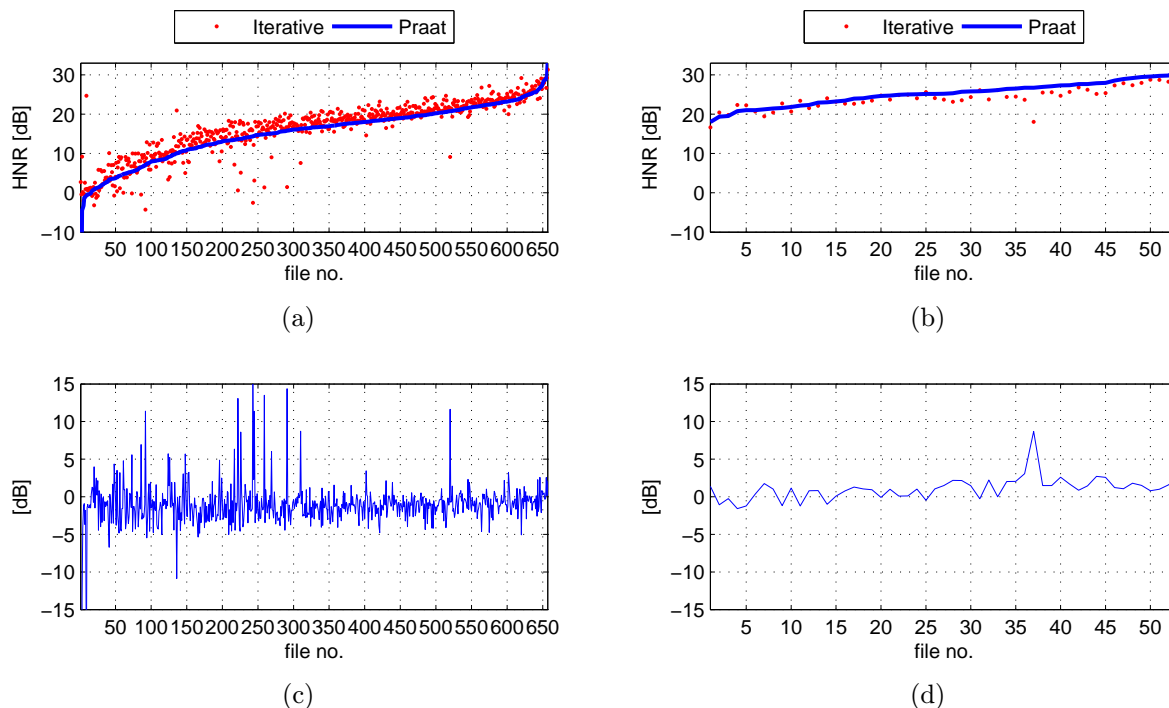 Iterative Praat
30
20
10
0
−10
HNR [dB]
50 100 150 200 250 300 350 400 450 500 550 600 650
file no.
(a)
Iterative Praat
30
20
10
0
−10
HNR [dB]
5 10 15 20 25 30 35 40 45 50
file no.
(b)
15
10
5
0
−5
−10
−15
[dB]
50 100 150 200 250 300 350 400 450 500 550 600 650
file no.
(c)
15
10
5
0
−5
−10
−15
[dB]
5 10 15 20 25 30 35 40 45 50
file no.
(d)